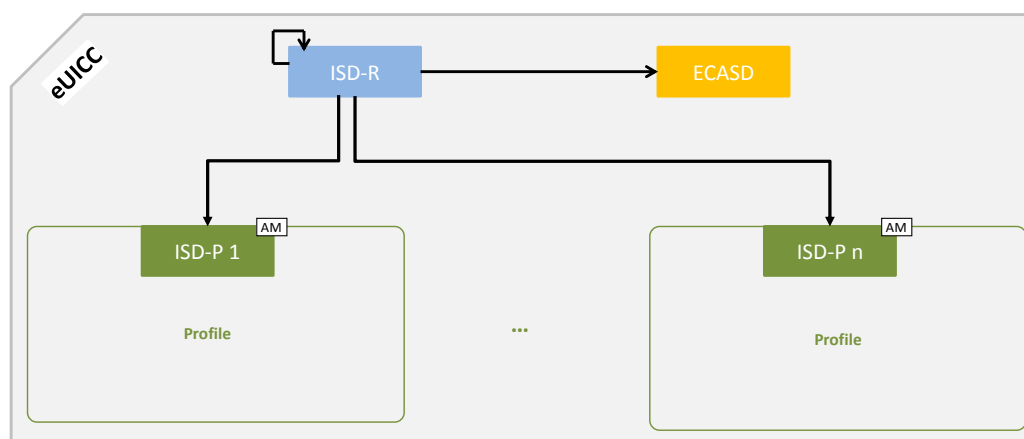 eUICC
ISD-R
ECASD
AM
ISD-P 1
AM
ISD-P n
Profile
...
Profile